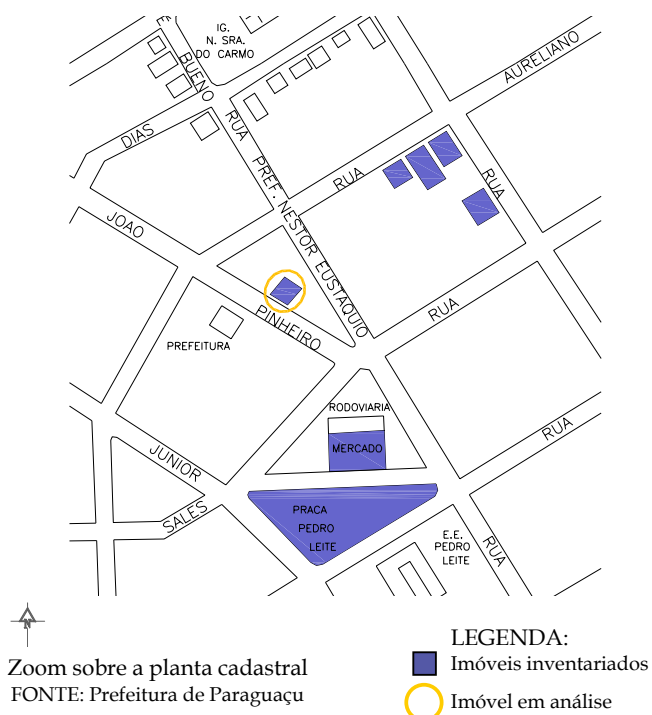 IG.
N. SRA.
DO CARMO
BUENO
AURELIANO
DIAS
RUA
PREF. NESTOR EUSTAQUIO
RUA
RUA
JOAO
PINHEIRO
RUA
PREFEITURA
RODOVIARIA
MERCADO
RUA
JUNIOR
SALES
PRACA
PEDRO
LEITE
E.E.
PEDRO
LEITE
RUA
N
Zoom sobre a planta cadastral
FONTE: Prefeitura de Paraguaçu
LEGENDA:
Imóveis inventariados
Imóvel em análise